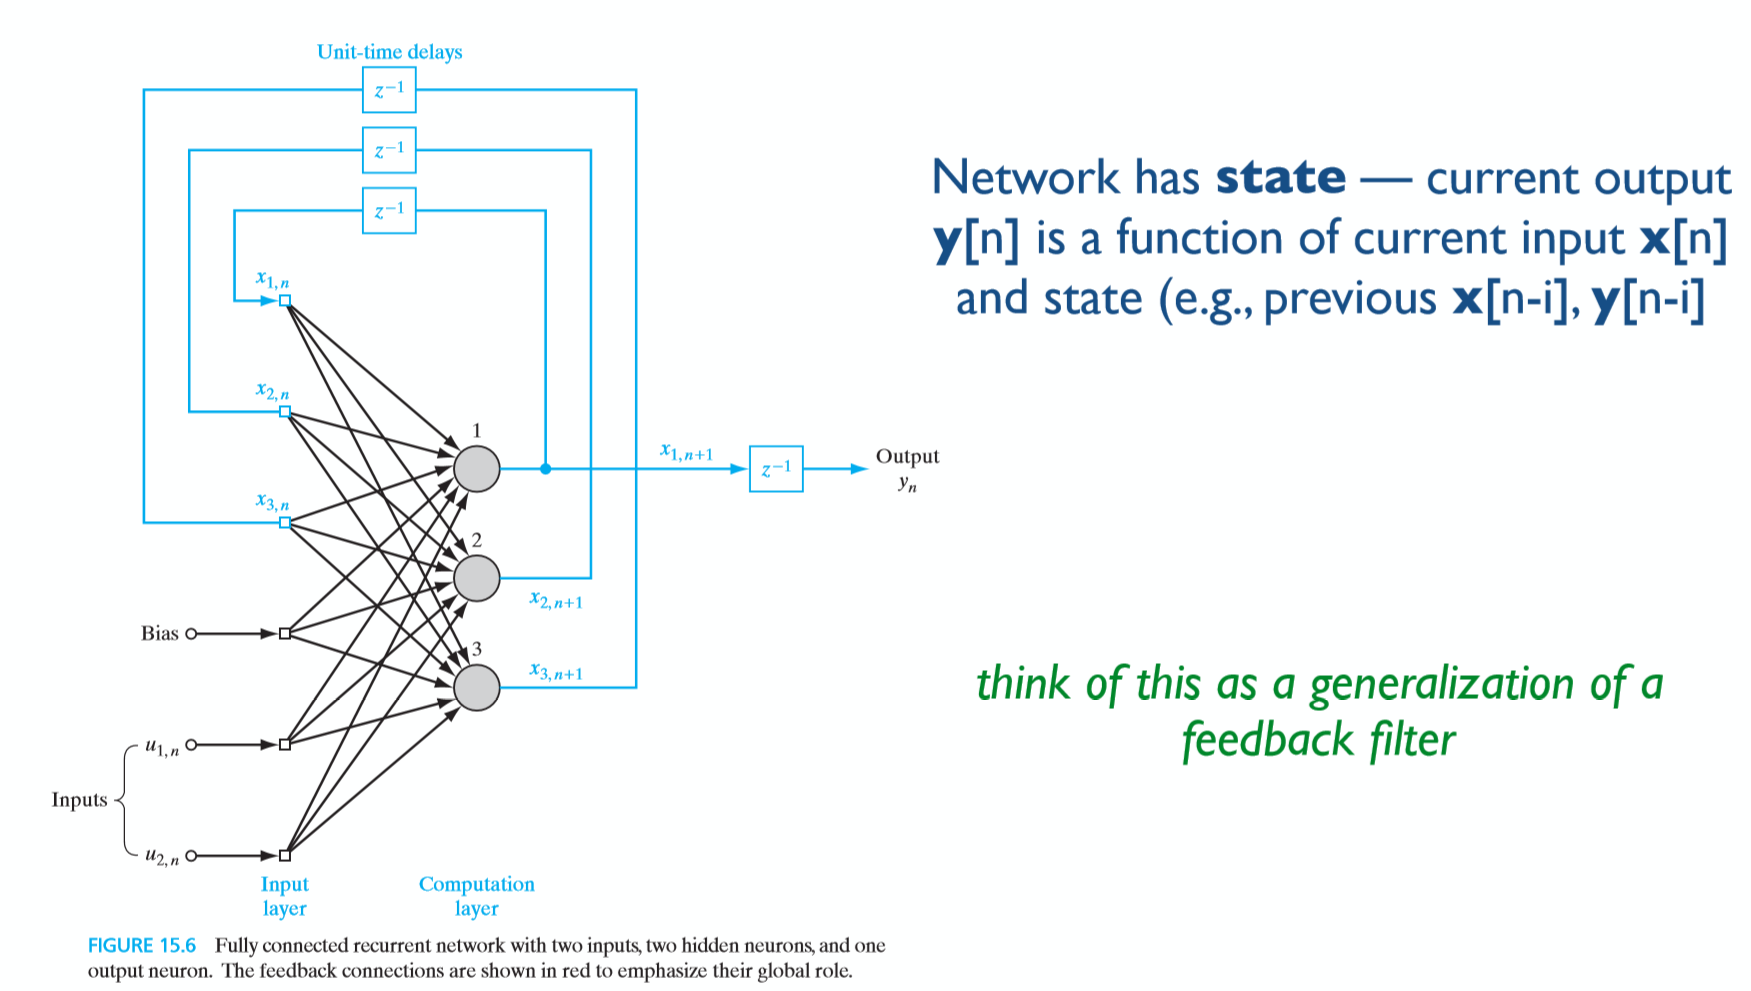 Unit-time delays
z⁻¹
z⁻¹
z⁻¹
x₁,ₙ
x₂,ₙ
x₃,ₙ
1
2
3
x₁,ₙ₊₁
z⁻¹
Output
yₙ
x₂,ₙ₊₁
x₃,ₙ₊₁
Bias
u₁,ₙ
Inputs
u₂,ₙ
Input
layer
Computation
layer
FIGURE 15.6 Fully connected recurrent network with two inputs, two hidden neurons, and one
output neuron. The feedback connections are shown in red to emphasize their global role.
Network has state — current output
y[n] is a function of current input x[n]
and state (e.g., previous x[n-i], y[n-i]
think of this as a generalization of a
feedback filter